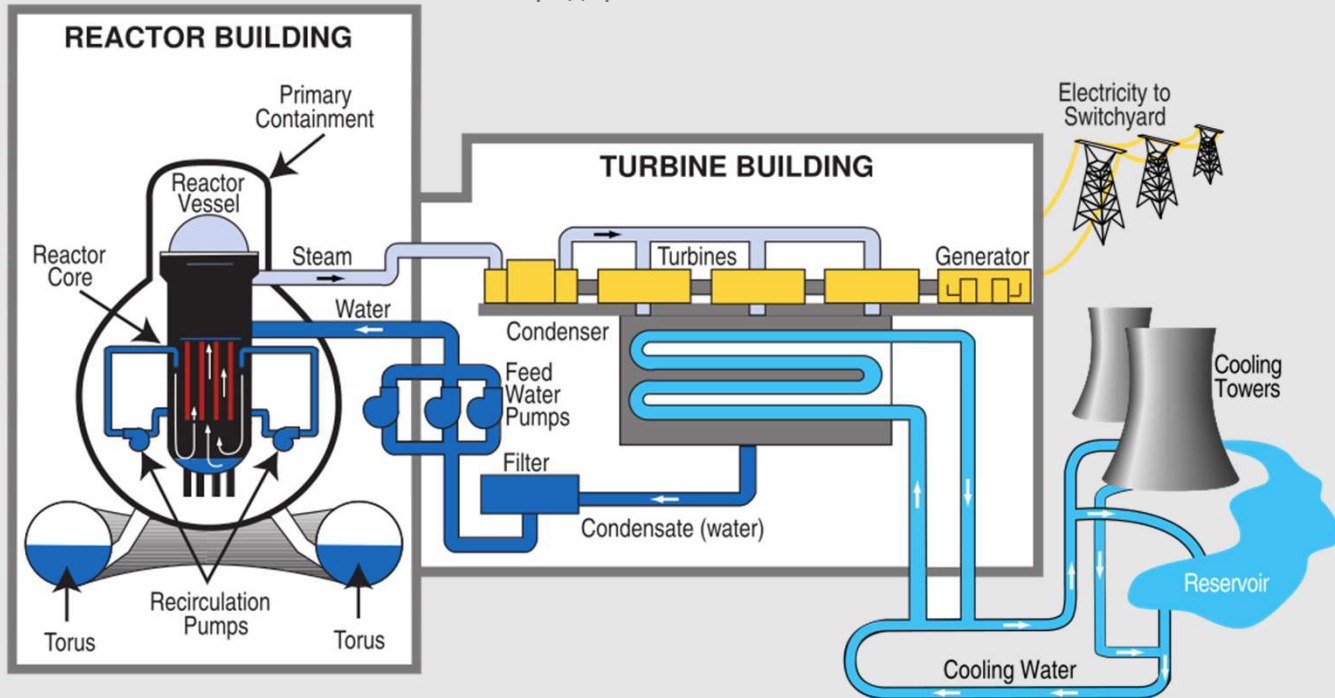 REACTOR BUILDING
Primary
Containment
Reactor
Vessel
Reactor
Core
Steam
Water
Recirculation
Pumps
Torus
Torus
TURBINE BUILDING
Turbines
Generator
Condenser
Feed
Water
Pumps
Filter
Condensate (water)
Electricity to
Switchyard
Cooling
Towers
Reservoir
Cooling Water